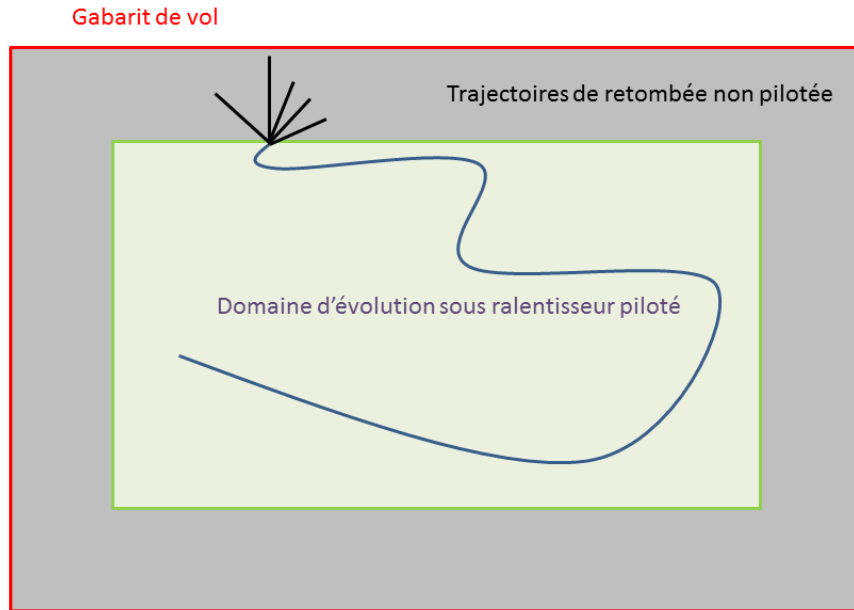 Gabarit de vol
Trajectoires de retombée non pilotée
Domaine d’évolution sous ralentisseur piloté